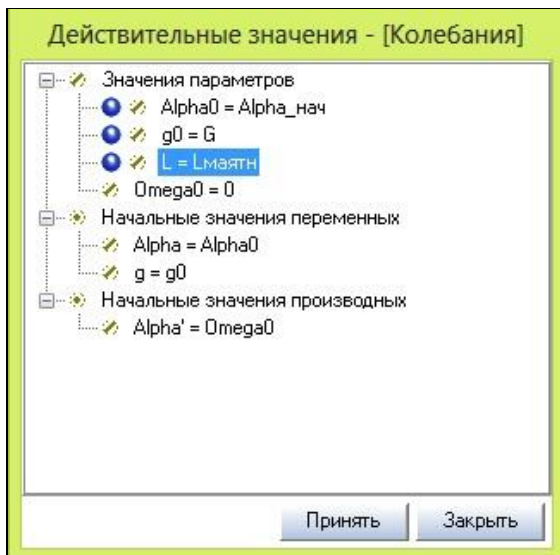 Действительные значения - [Колебания]
Значения параметров
Alpha0 = Alpha_нач
g0 = G
L = Lмаятн
Omega0 = 0
Начальные значения переменных
Alpha = Alpha0
g = g0
Начальные значения производных
Alpha' = Omega0
Принять Закрыть